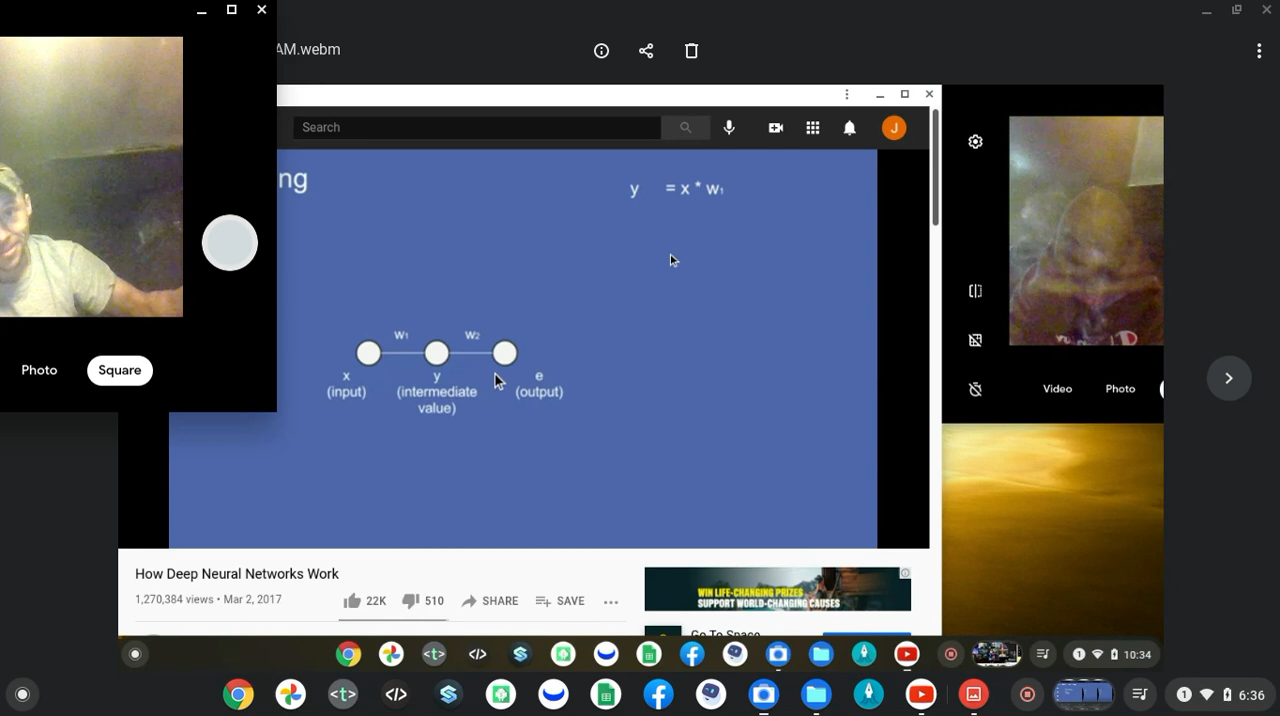 AM.webm
Search
J
ng
y = x * w₁
w₁
w₂
x
(input)
y
(intermediate
value)
e
(output)
Photo
Square
Video
Photo
How Deep Neural Networks Work
1,270,384 views • Mar 2, 2017
22K
510
SHARE
SAVE
WIN LIFE-CHANGING PRIZES
SUPPORT WORLD-CHANGING CAUSES
Go To Space
1
10:34
1
6:36